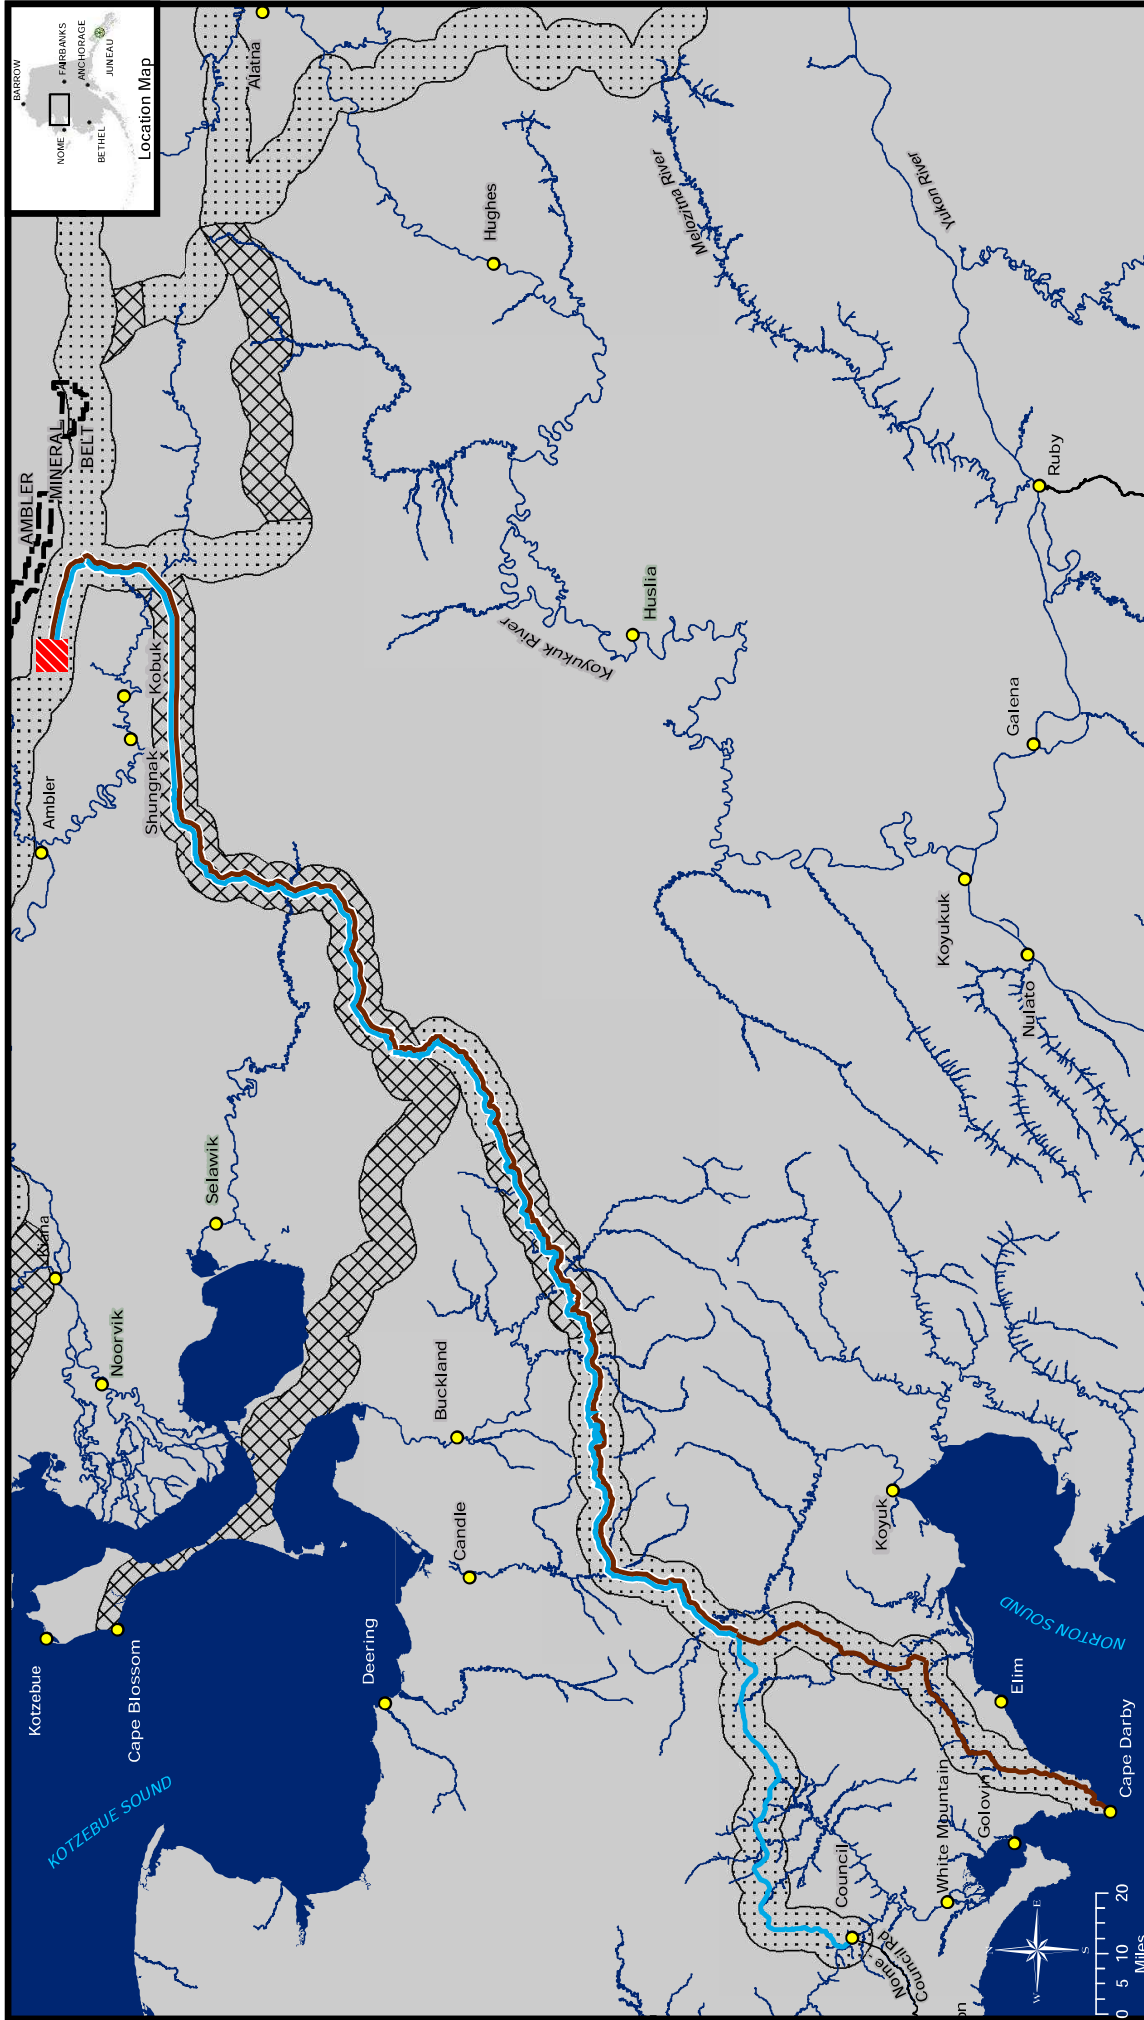 BARROW
FAIRBANKS
ANCHORAGE
JUNEAU
NOME
BETHEL
Location Map
Alatna
Hughes
Melozitna River
Yukon River
AMBLER
MINERAL
BELT
Ruby
Huslia
Koyukuk River
Kobuk
Shungnak
Ambler
Galena
Koyukuk
Nulato
Selawik
Kiana
Noorvik
Buckland
Candle
Koyuk
Kotzebue
Cape Blossom
Deering
KOTZEBUE SOUND
NORTON SOUND
Elim
Cape Darby
Golovin
White Mountain
Council
Nome -
Council Rd
on
N
E
S
W
0 5 10 20
Miles